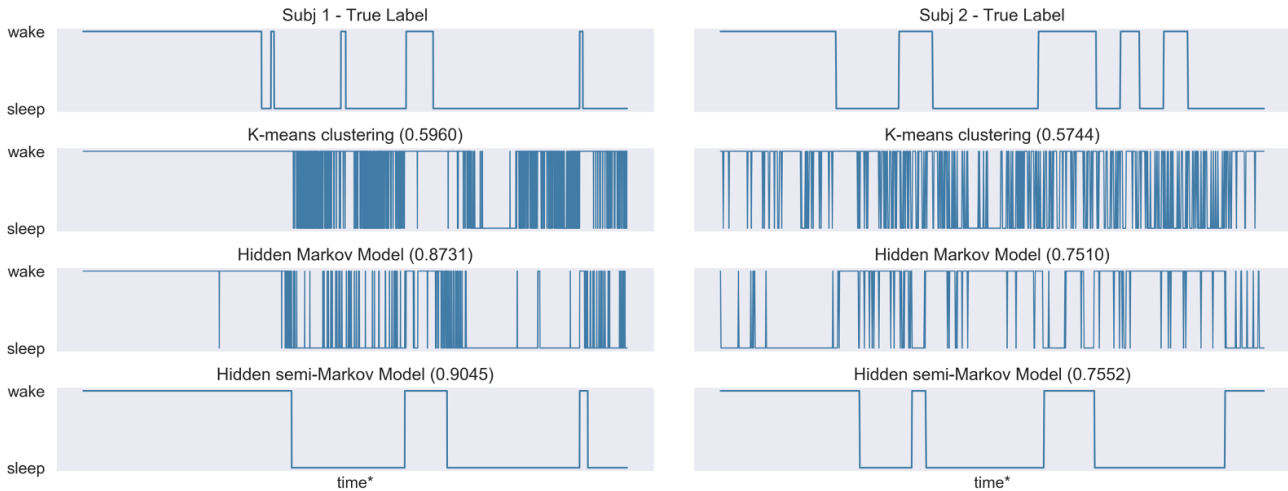 Subj 1 - True Label
wake
sleep
K-means clustering (0.5960)
wake
sleep
Hidden Markov Model (0.8731)
wake
sleep
Hidden semi-Markov Model (0.9045)
wake
sleep
time*
Subj 2 - True Label
K-means clustering (0.5744)
Hidden Markov Model (0.7510)
Hidden semi-Markov Model (0.7552)
time*